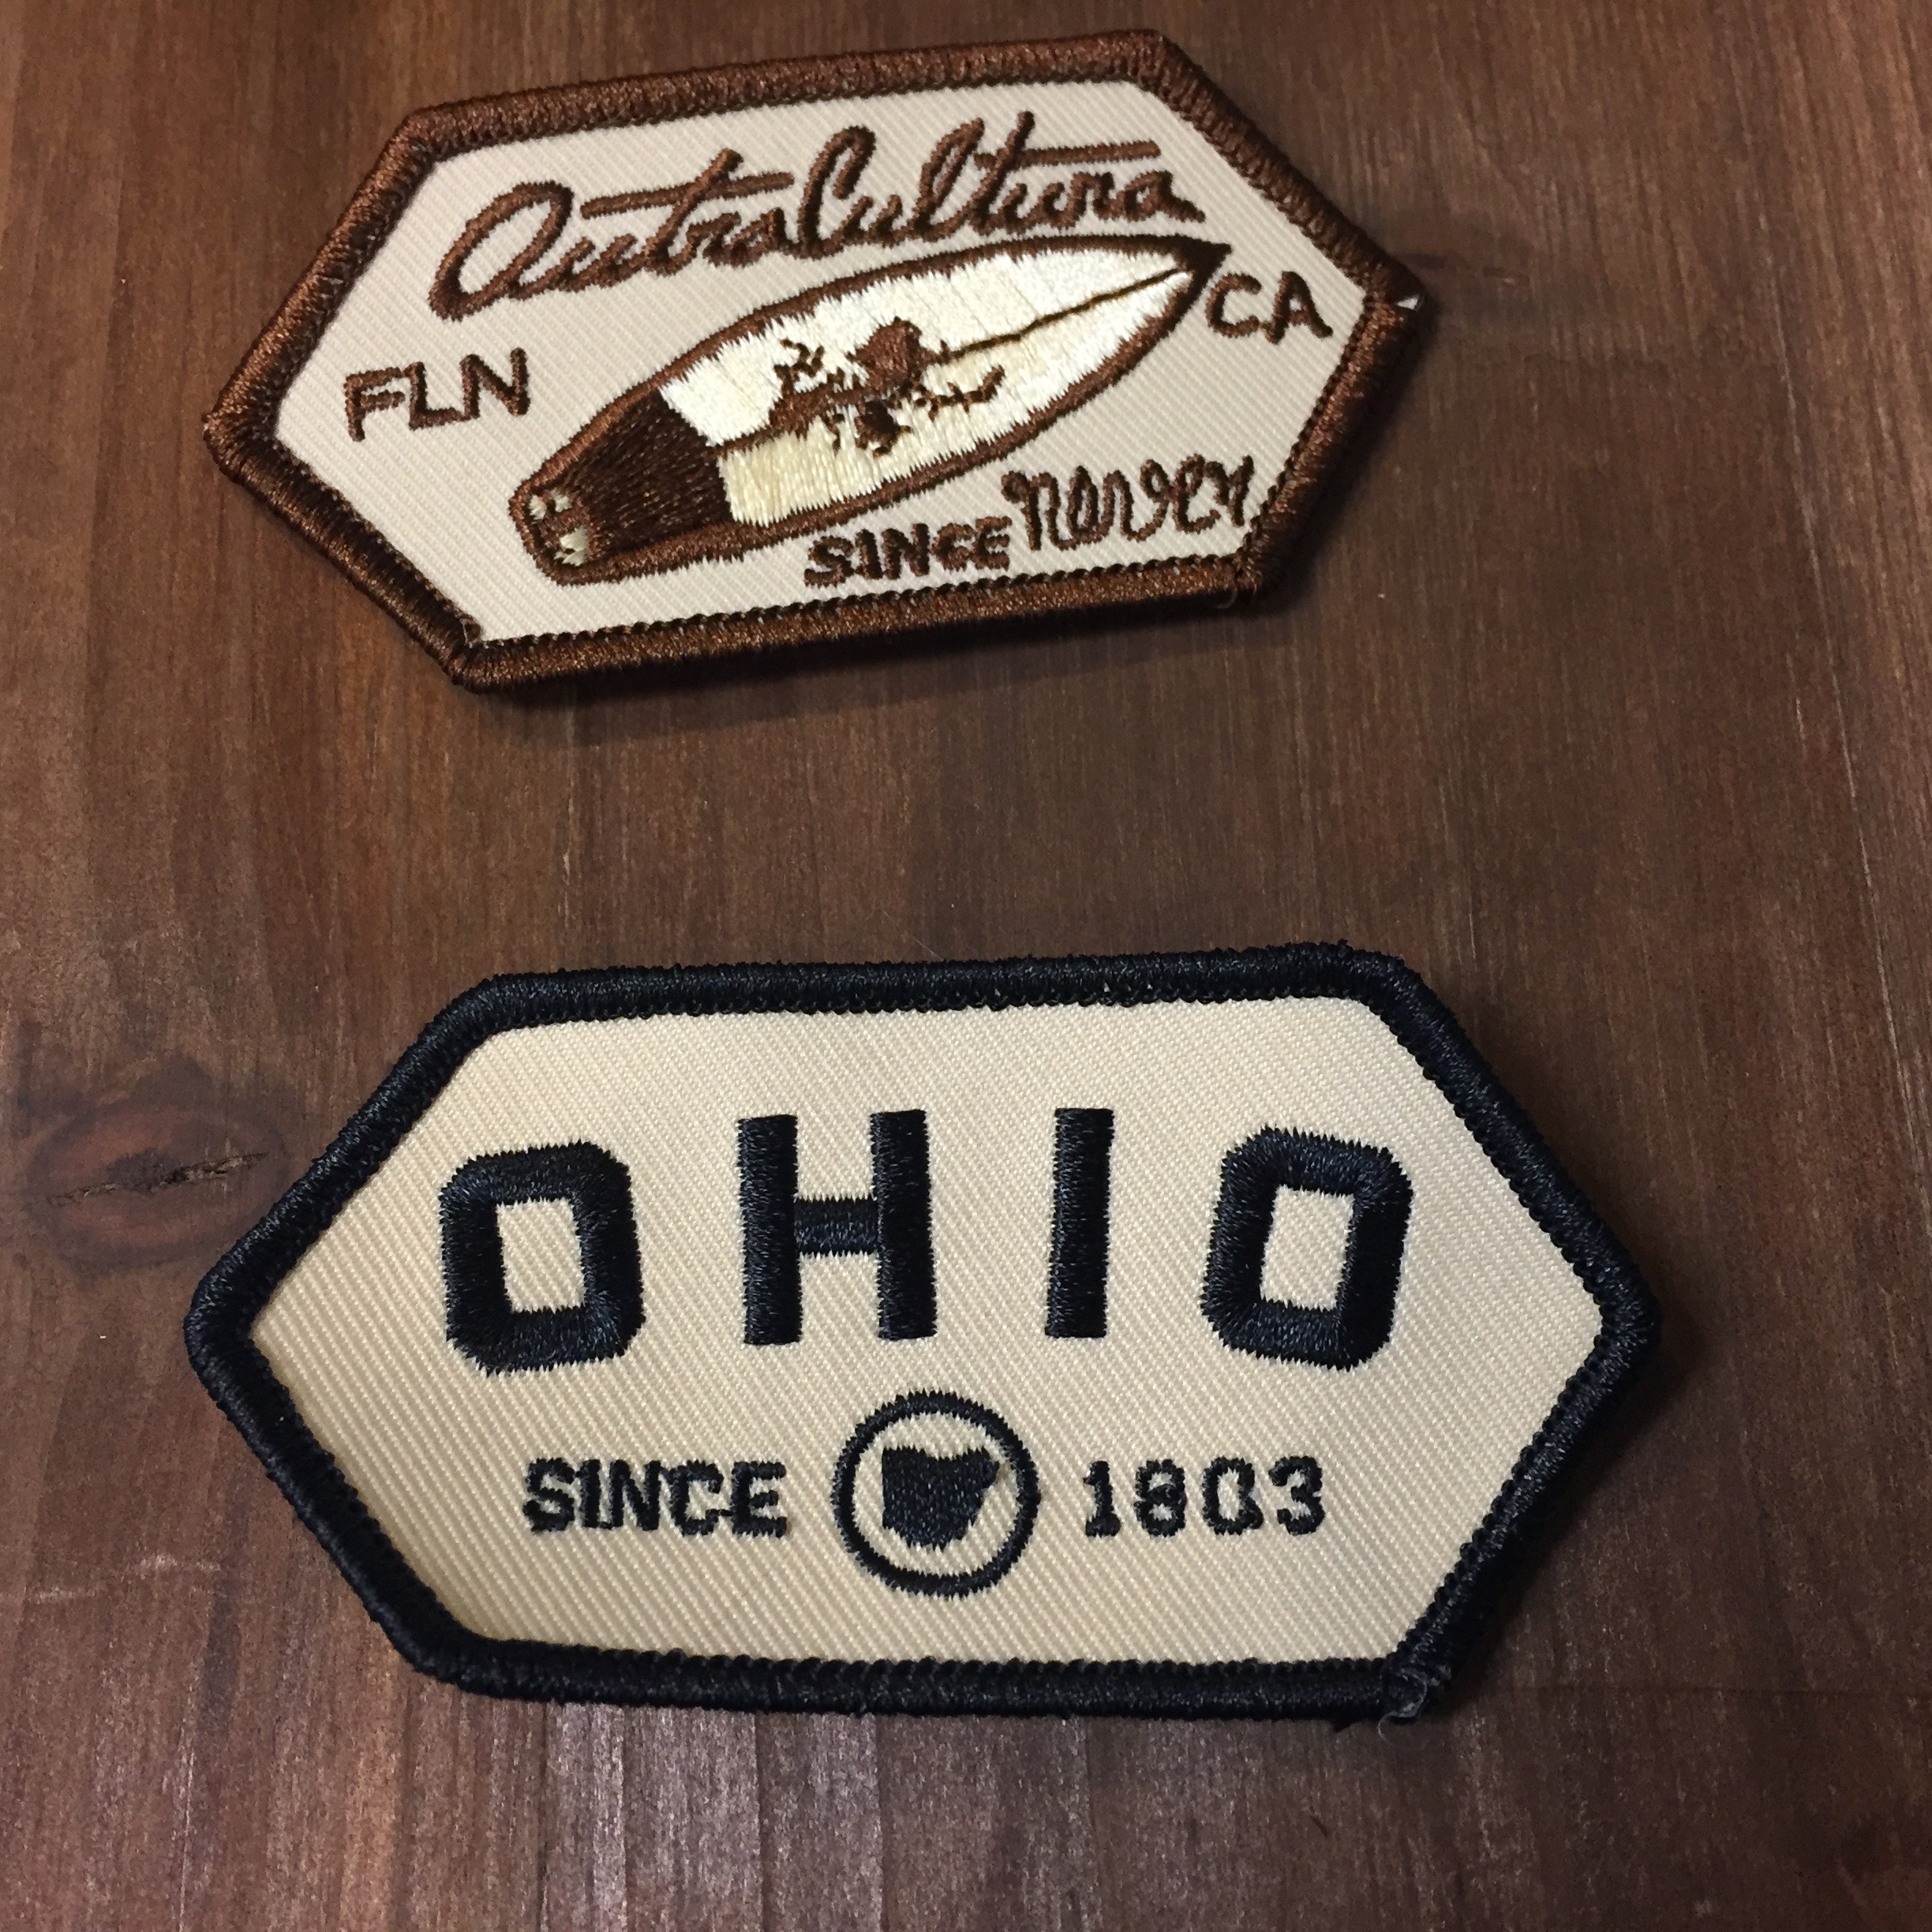 OutraCultura
FLN
CA
SINCE never
OHIO
SINCE 1803